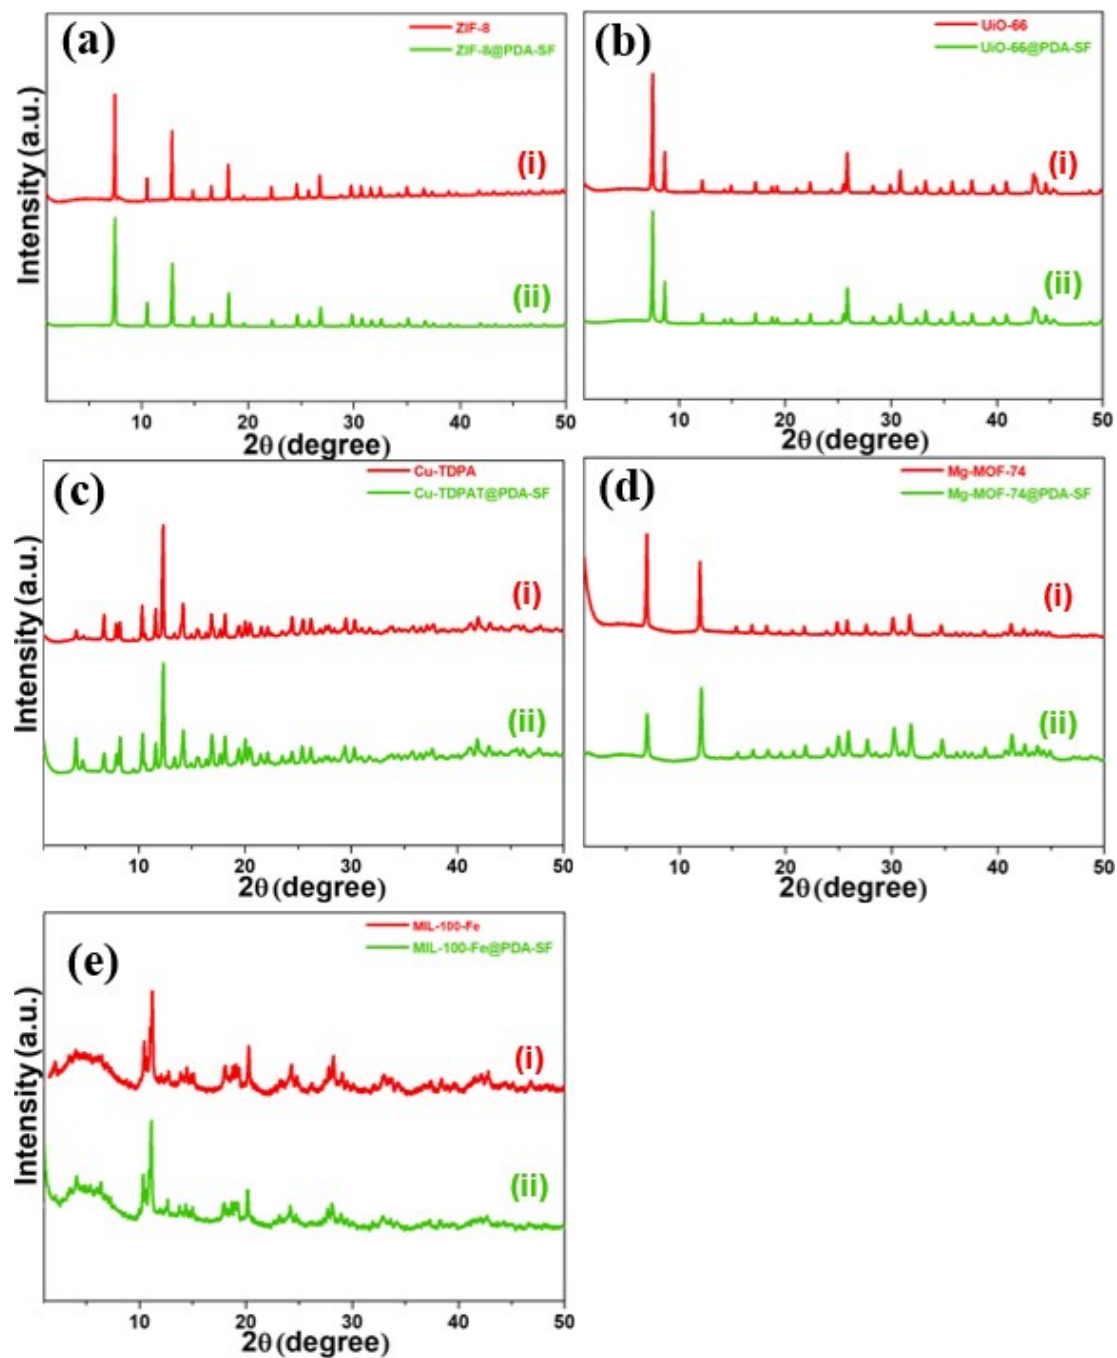 (a)
ZIF-8
ZIF-8@PDA-SF
(i)
(ii)
Intensity (a.u.)
10 20 30 40 50
2θ (degree)
(b)
UiO-66
UiO-66@PDA-SF
(i)
(ii)
10 20 30 40 50
2θ (degree)
(c)
Cu-TDPA
Cu-TDPAT@PDA-SF
(i)
(ii)
Intensity (a.u.)
10 20 30 40 50
2θ (degree)
(d)
Mg-MOF-74
Mg-MOF-74@PDA-SF
(i)
(ii)
10 20 30 40 50
2θ (degree)
(e)
MIL-100-Fe
MIL-100-Fe@PDA-SF
(i)
(ii)
Intensity (a.u.)
10 20 30 40 50
2θ (degree)